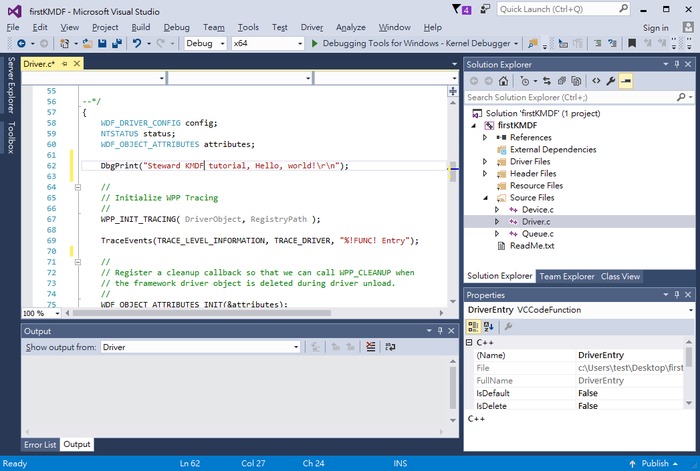 firstKMDF - Microsoft Visual Studio
4
Quick Launch (Ctrl+Q)
File Edit View Project Build Debug Team Tools Driver Test Analyze Window
Sign in
Help
Debug x64 Debugging Tools for Windows - Kernel Debugger
Server Explorer
Toolbox
Driver.c*
55
56 --*/
57 {
58 WDF_DRIVER_CONFIG config;
59 NTSTATUS status;
60 WDF_OBJECT_ATTRIBUTES attributes;
61
62 DbgPrint("Steward KMDF tutorial, Hello, world!\r\n");
63
64 //
65 // Initialize WPP Tracing
66 //
67 WPP_INIT_TRACING( DriverObject, RegistryPath );
68
69 TraceEvents(TRACE_LEVEL_INFORMATION, TRACE_DRIVER, "%!FUNC! Entry");
70
71 //
72 // Register a cleanup callback so that we can call WPP_CLEANUP when
73 // the framework driver object is deleted during driver unload.
74 //
75 WDF_OBJECT_ATTRIBUTES_INIT(&attributes);
100 %
Output
Show output from: Driver
Error List Output
Solution Explorer
Search Solution Explorer (Ctrl+;)
Solution 'firstKMDF' (1 project)
firstKMDF
References
External Dependencies
Driver Files
Header Files
Resource Files
Source Files
Device.c
Driver.c
Queue.c
ReadMe.txt
Solution Explorer Team Explorer Class View
Properties
DriverEntry VCCodeFunction
C++
(Name) DriverEntry
File c:\Users\test\Desktop\first
FullName DriverEntry
IsDefault False
IsDelete False
C++
Ready Ln 62 Col 27 Ch 24 INS Publish